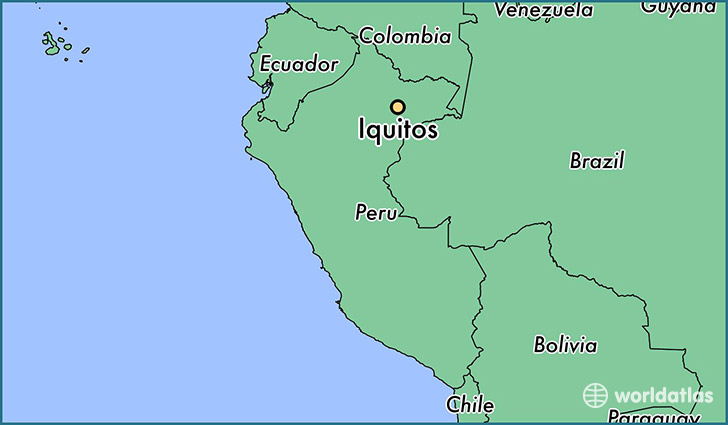 Venezuela
Guyana
Colombia
Ecuador
Iquitos
Brazil
Peru
Bolivia
worldatlas
Chile
Paraguay